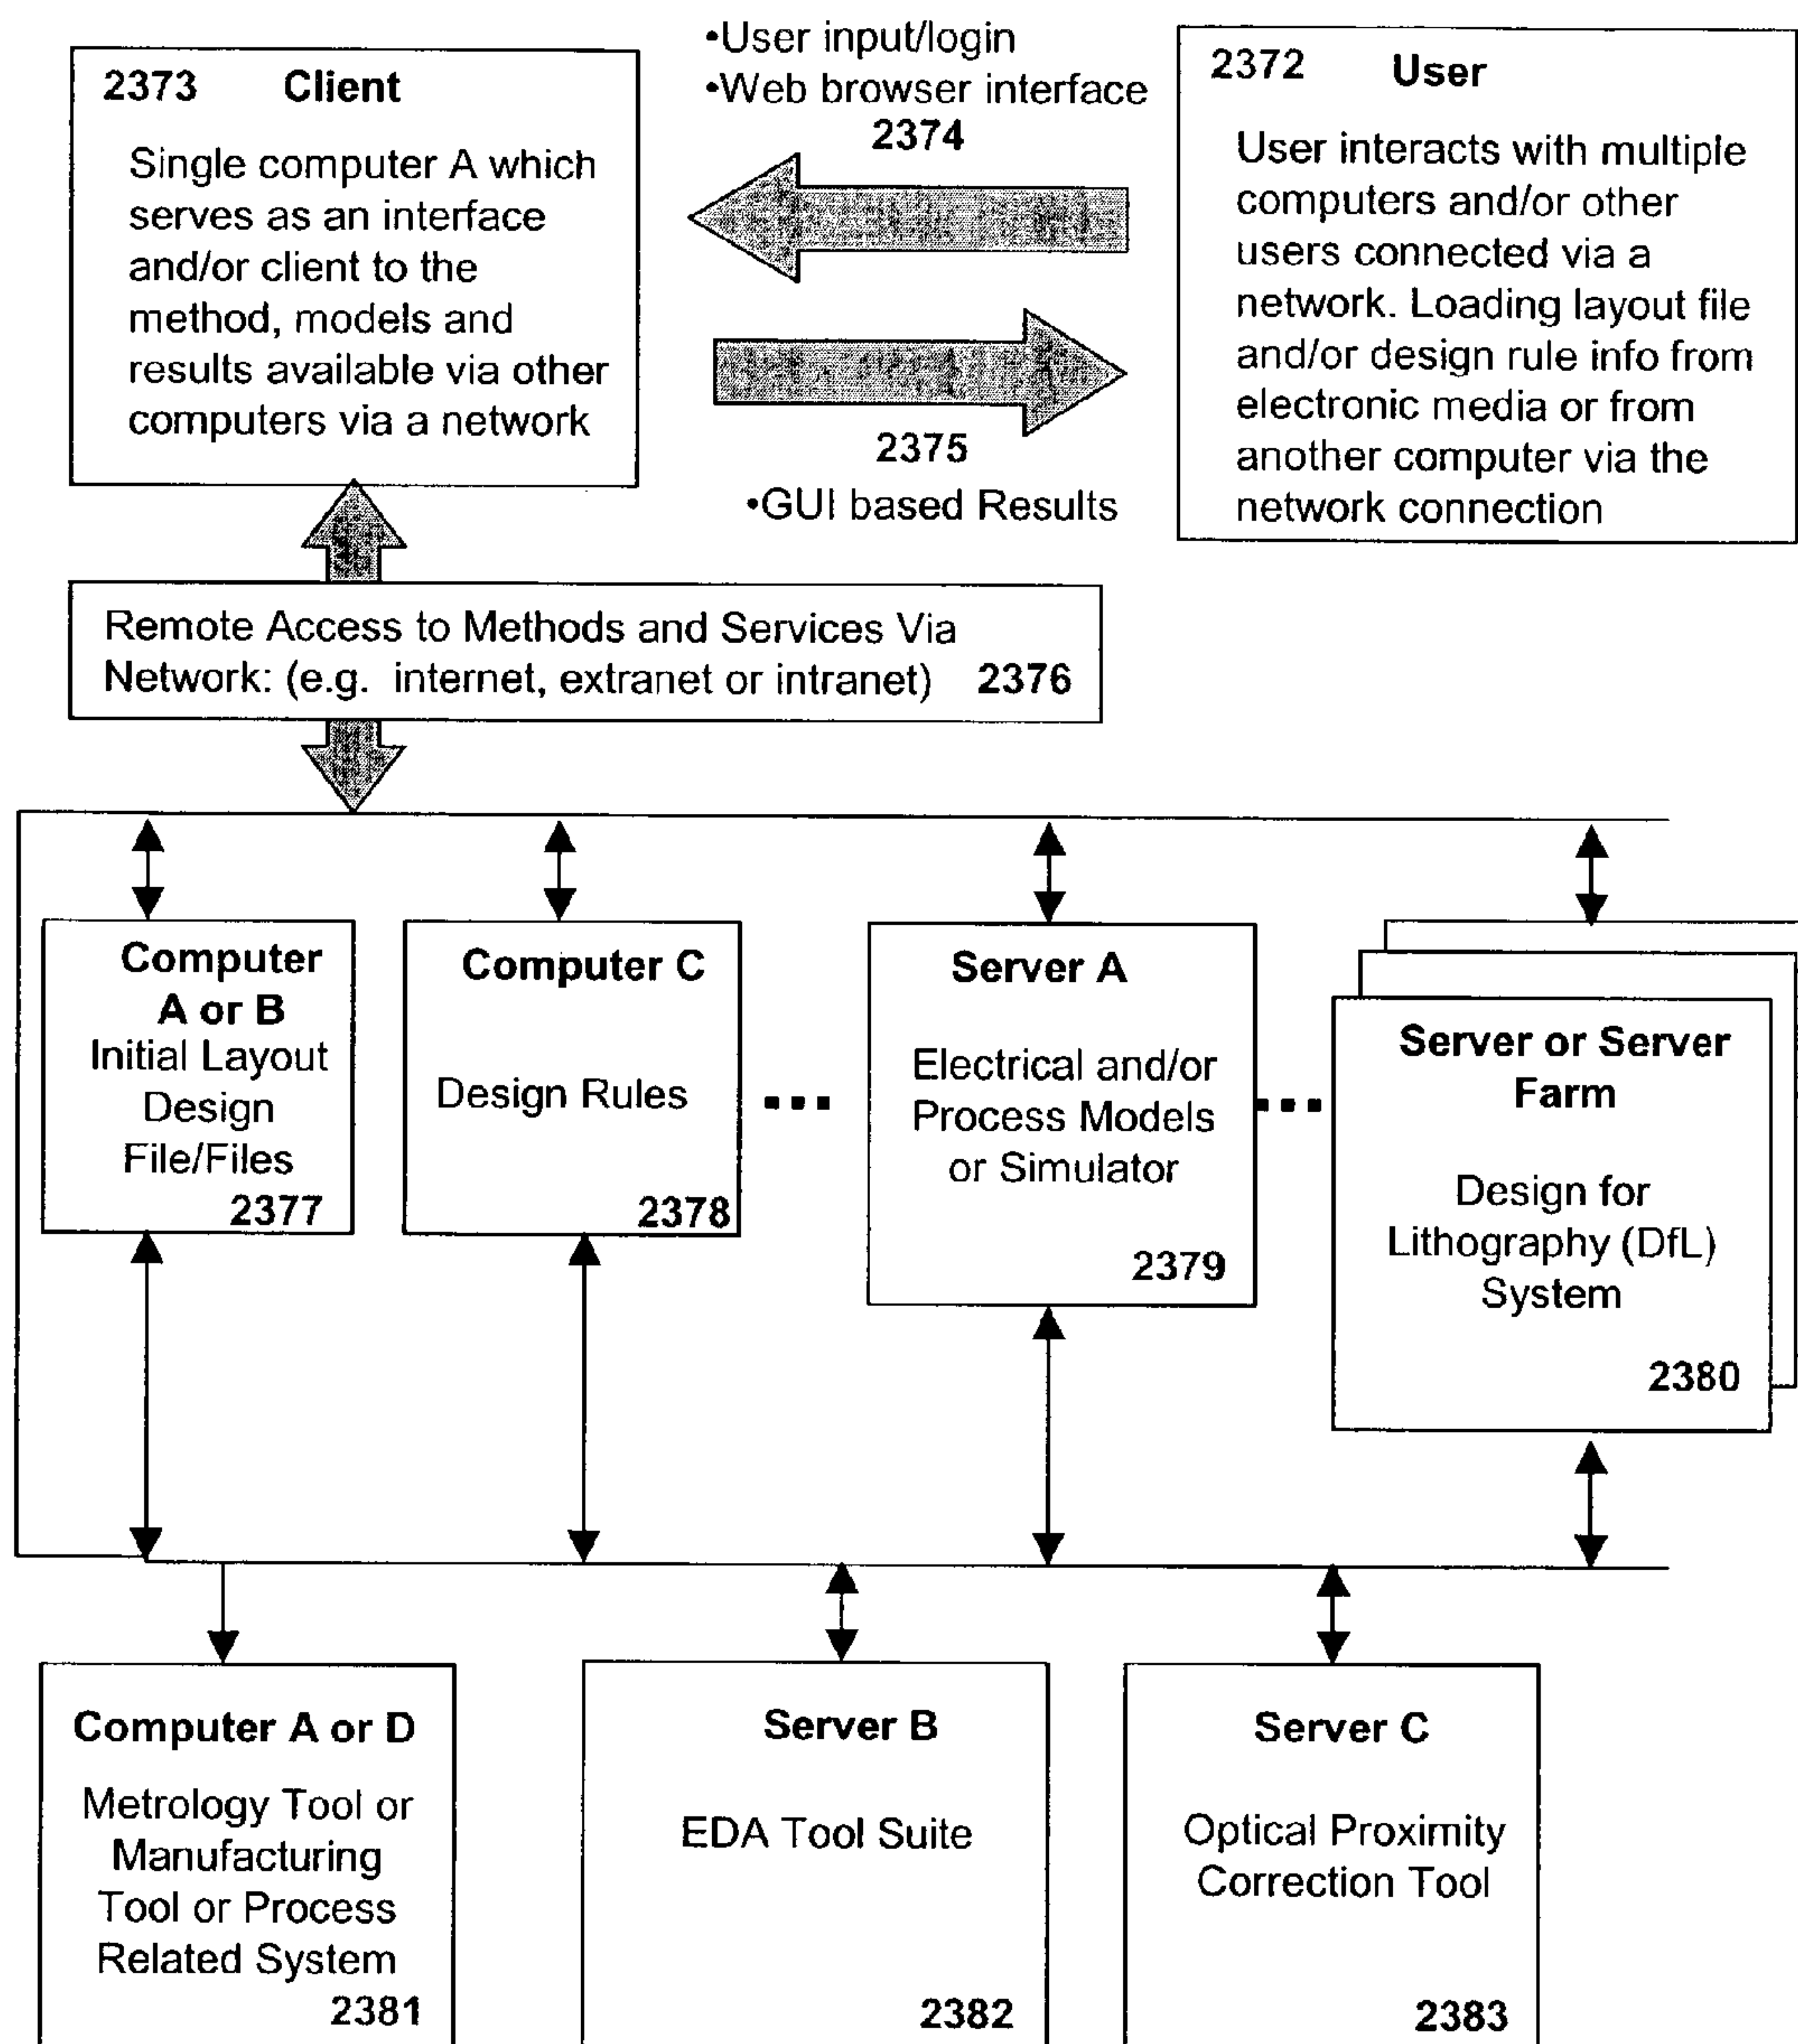 2373 Client
Single computer A which
serves as an interface
and/or client to the
method, models and
results available via other
computers via a network
•User input/login
•Web browser interface
2374
2375
•GUI based Results
2372 User
User interacts with multiple
computers and/or other
users connected via a
network. Loading layout file
and/or design rule info from
electronic media or from
another computer via the
network connection
Remote Access to Methods and Services Via
Network: (e.g. internet, extranet or intranet) 2376
Computer
A or B
Initial Layout
Design
File/Files
2377
Computer C
Design Rules
2378
...
Server A
Electrical and/or
Process Models
or Simulator
2379
...
Server or Server
Farm
Design for
Lithography (DfL)
System
2380
Computer A or D
Metrology Tool or
Manufacturing
Tool or Process
Related System
2381
Server B
EDA Tool Suite
2382
Server C
Optical Proximity
Correction Tool
2383